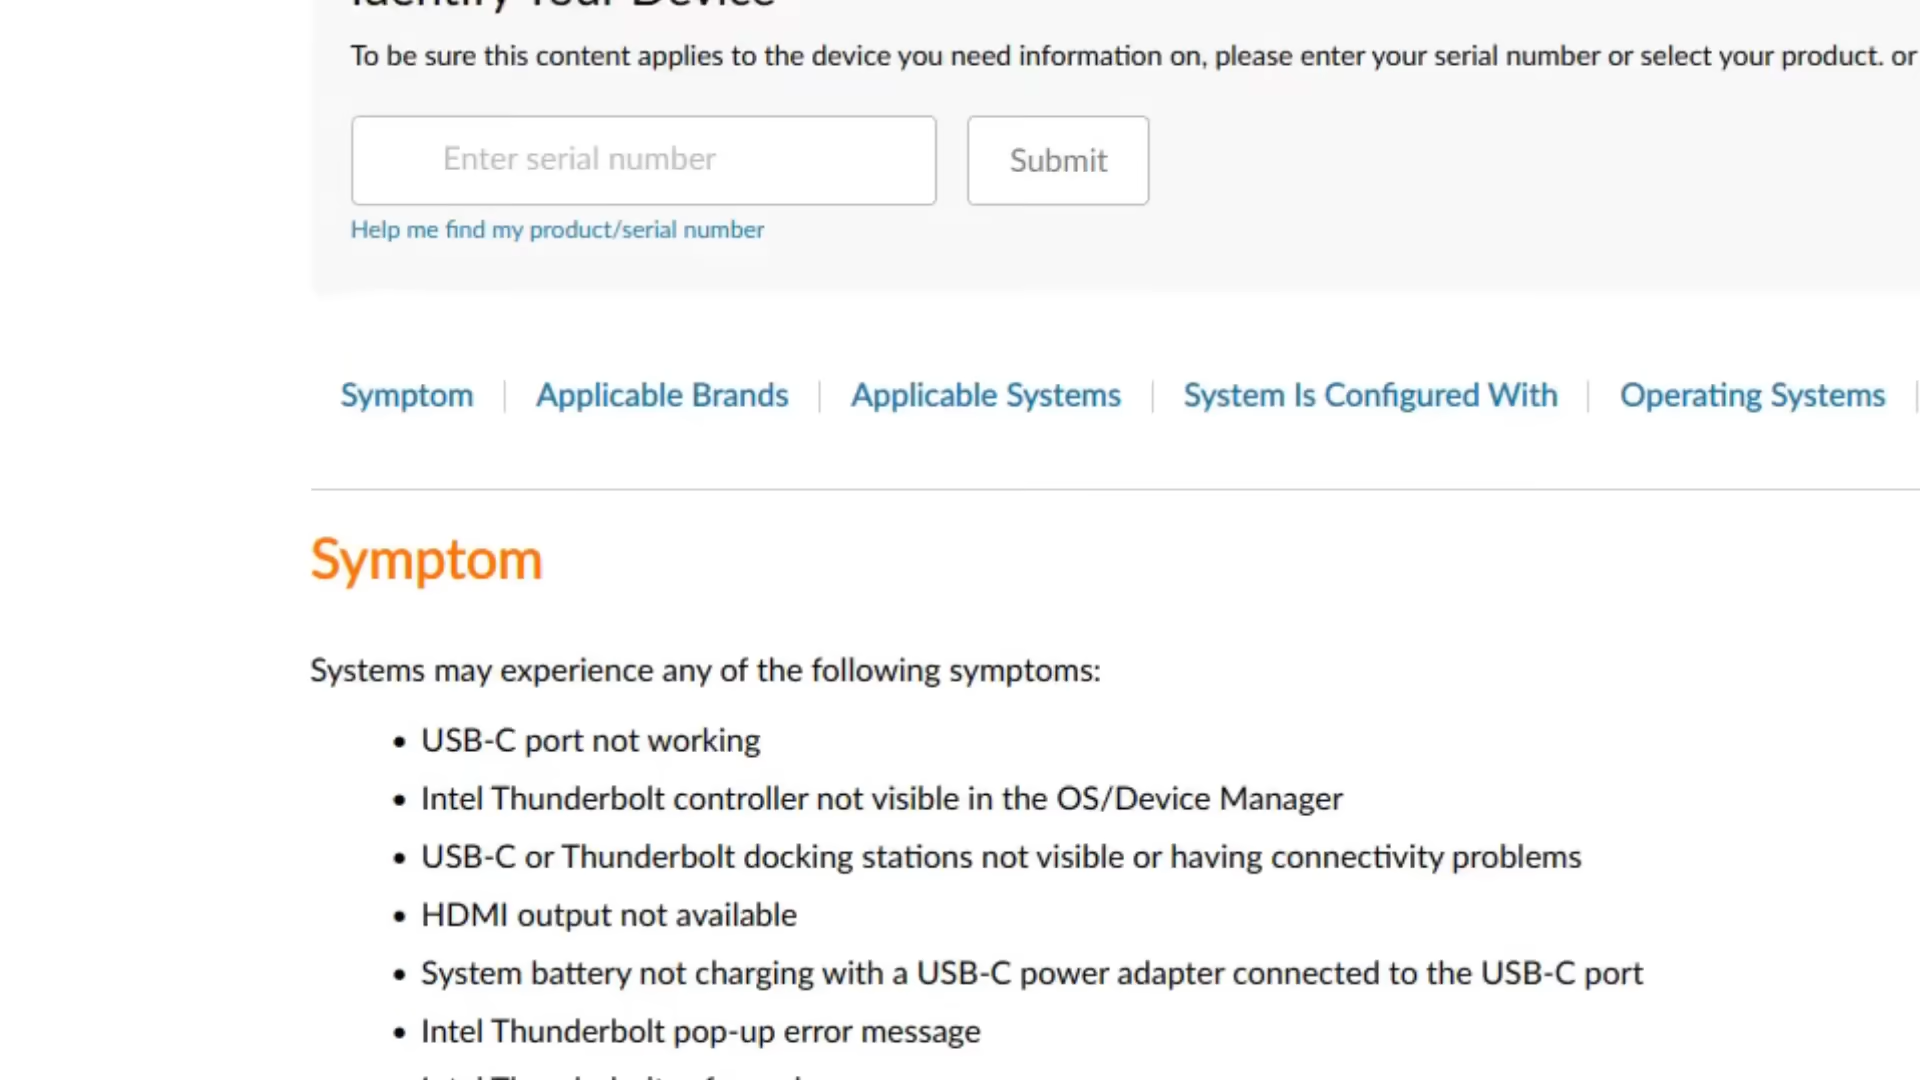 Identify Your Device
To be sure this content applies to the device you need information on, please enter your serial number or select your product. or
Enter serial number
Submit
Help me find my product/serial number
Symptom
Applicable Brands
Applicable Systems
System Is Configured With
Operating Systems
Symptom
Systems may experience any of the following symptoms:
• USB-C port not working
• Intel Thunderbolt controller not visible in the OS/Device Manager
• USB-C or Thunderbolt docking stations not visible or having connectivity problems
• HDMI output not available
• System battery not charging with a USB-C power adapter connected to the USB-C port
• Intel Thunderbolt pop-up error message